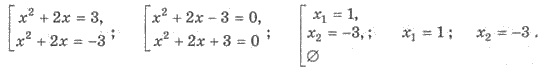 [ x² + 2x = 3, x² + 2x = –3 ; [ x² + 2x – 3 = 0, x² + 2x + 3 = 0 ; [ x₁ = 1, x₂ = –3, ; ∅ x₁ = 1 ; x₂ = –3 .